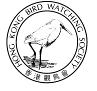 HONG KONG BIRD WATCHING SOCIETY
香港觀鳥會